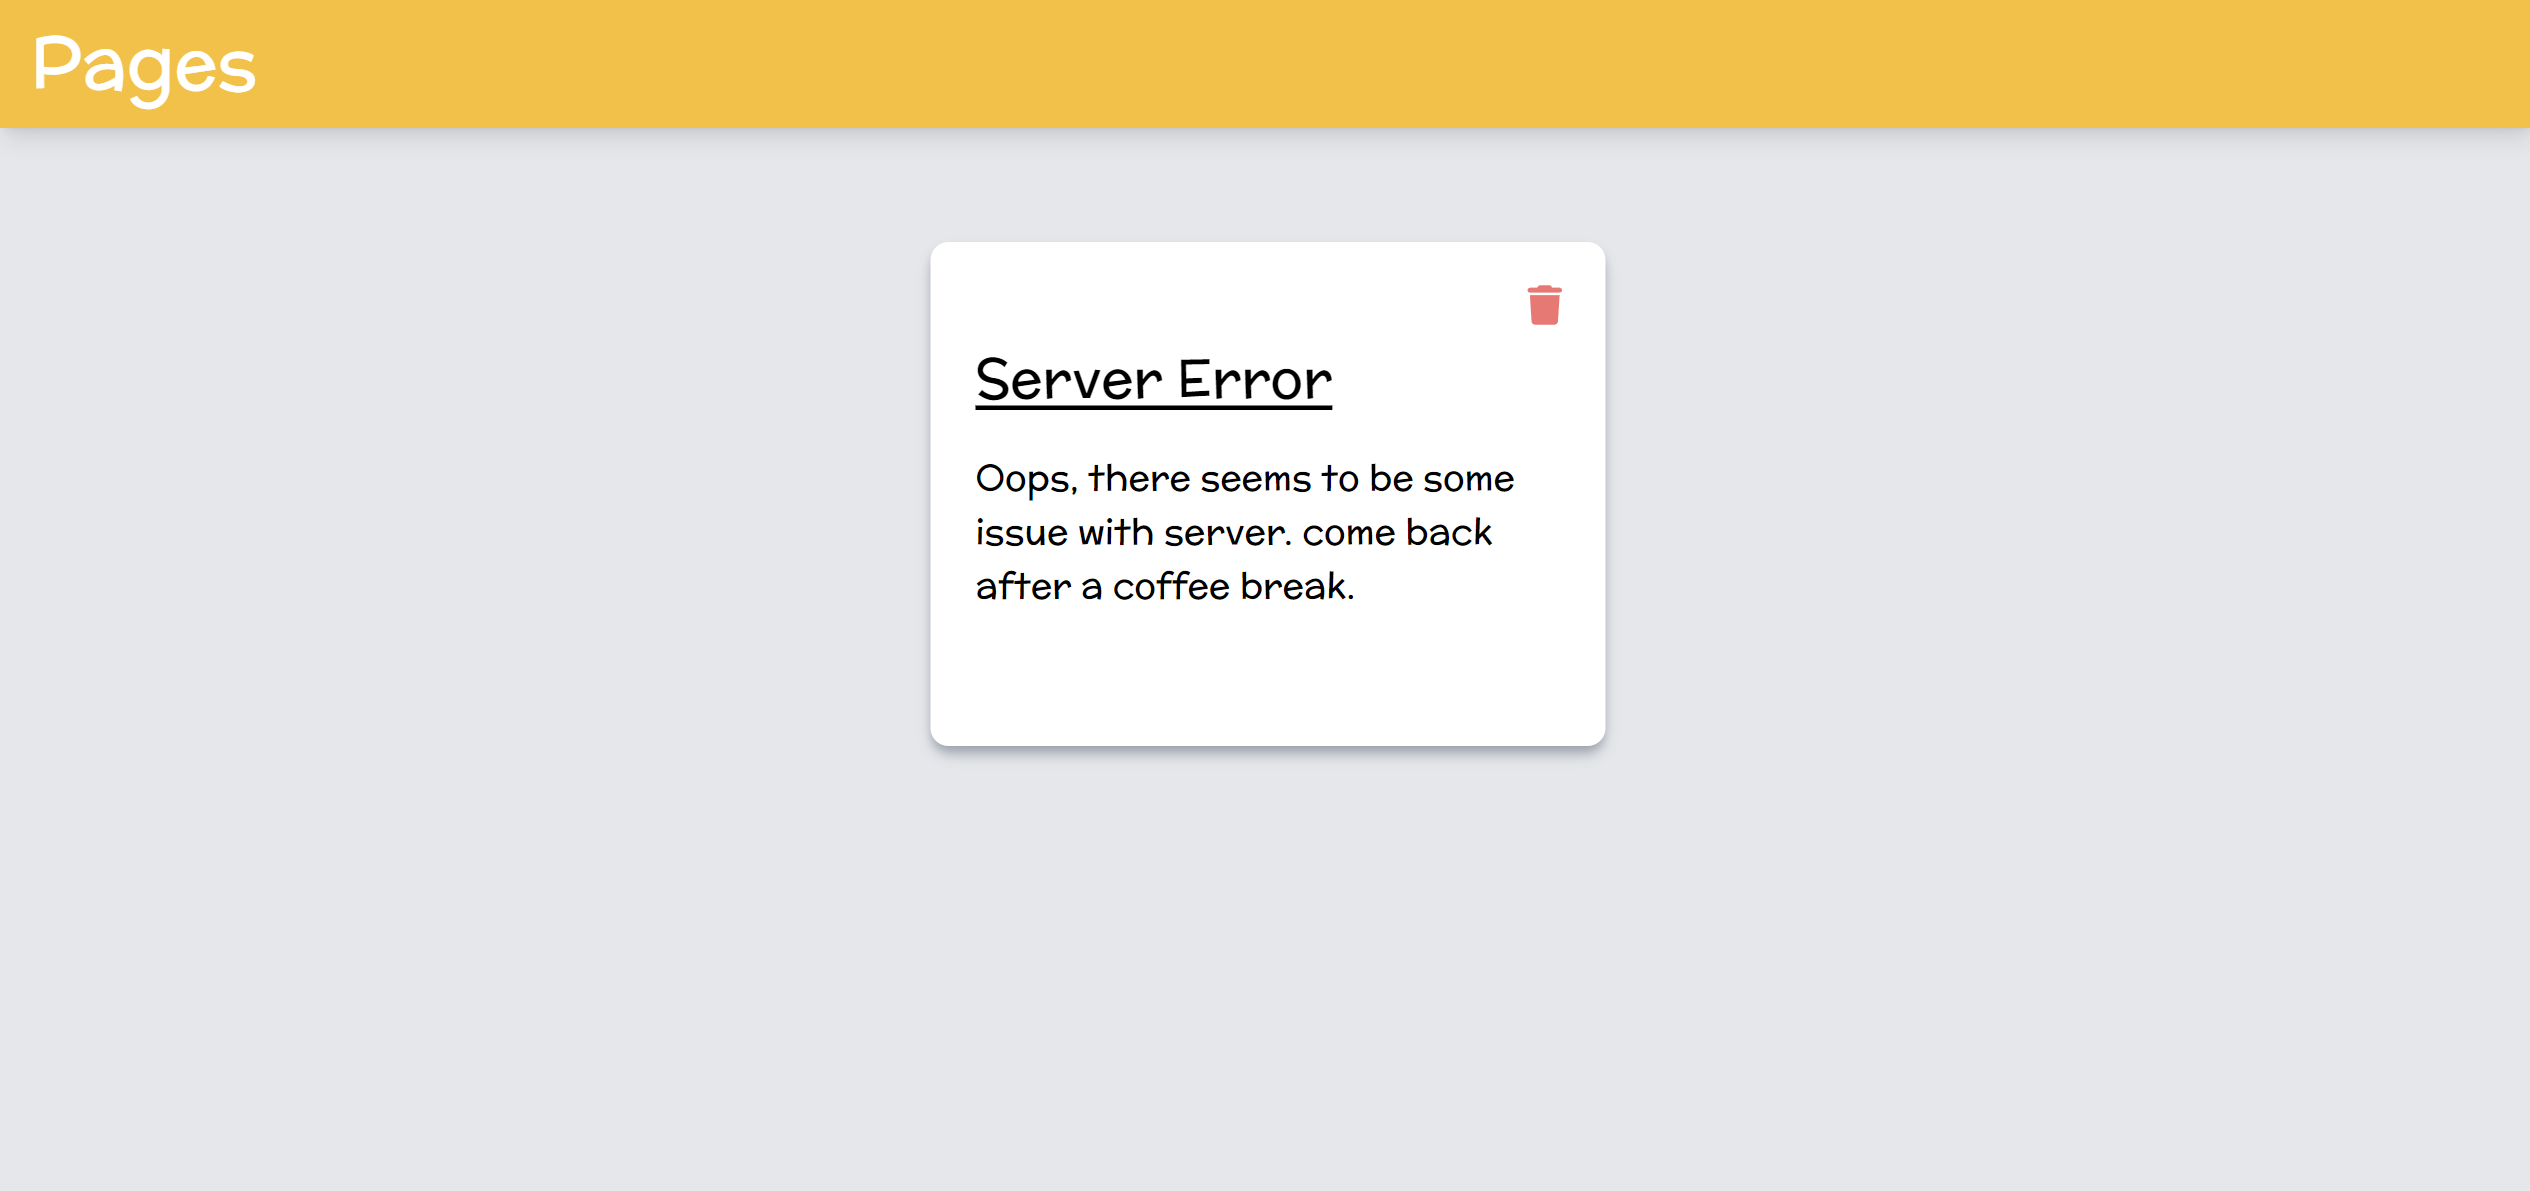 Pages
Server Error
Oops, there seems to be some
issue with server. come back
after a coffee break.